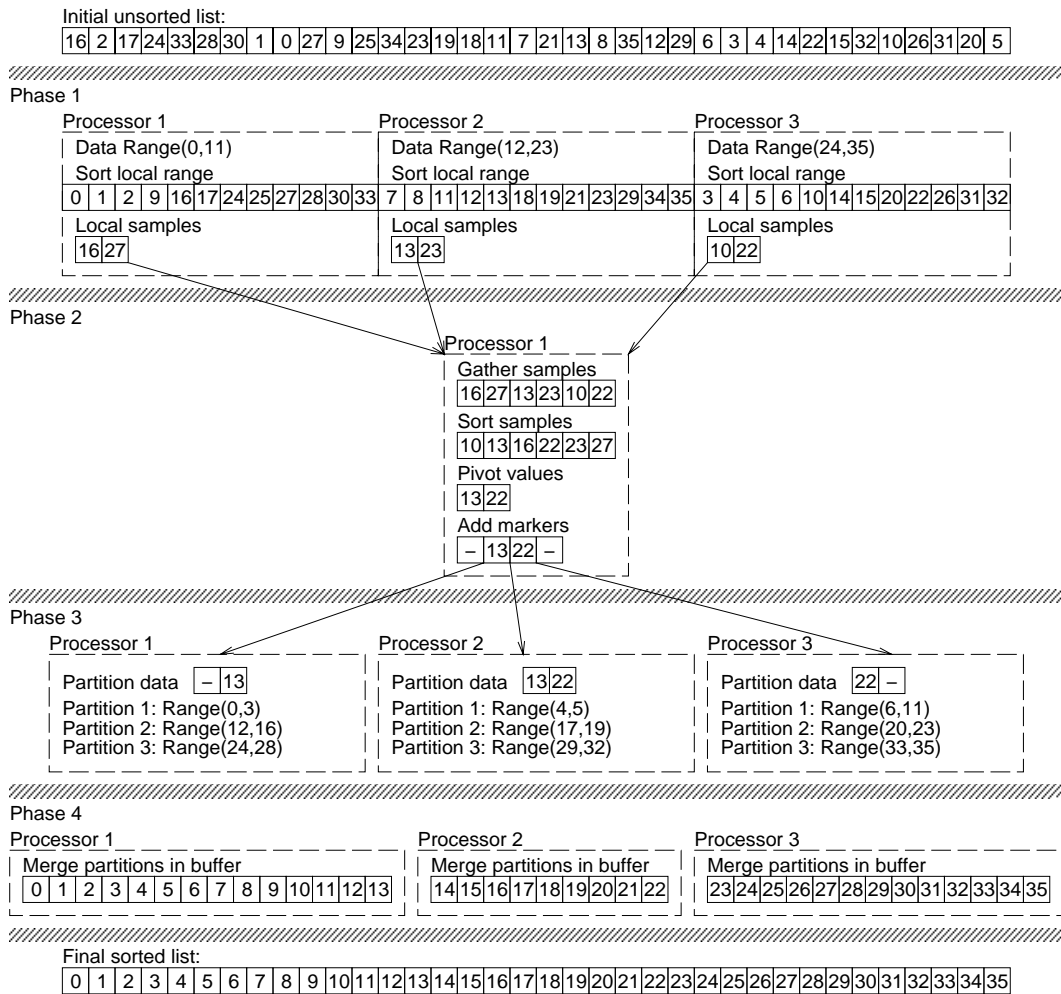 Initial unsorted list:
16 2 17 24 33 28 30 1 0 27 9 25 34 23 19 18 11 7 21 13 8 35 12 29 6 3 4 14 22 15 32 10 26 31 20 5
Phase 1
Processor 1 Processor 2 Processor 3
Data Range(0,11) Data Range(12,23) Data Range(24,35)
Sort local range Sort local range Sort local range
0 1 2 9 16 17 24 25 27 28 30 33 7 8 11 12 13 18 19 21 23 29 34 35 3 4 5 6 10 14 15 20 22 26 31 32
Local samples Local samples Local samples
16 27 13 23 10 22
Phase 2
Processor 1
Gather samples
16 27 13 23 10 22
Sort samples
10 13 16 22 23 27
Pivot values
13 22
Add markers
– 13 22 –
Phase 3
Processor 1 Processor 2 Processor 3
Partition data – 13 Partition data 13 22 Partition data 22 –
Partition 1: Range(0,3) Partition 1: Range(4,5) Partition 1: Range(6,11)
Partition 2: Range(12,16) Partition 2: Range(17,19) Partition 2: Range(20,23)
Partition 3: Range(24,28) Partition 3: Range(29,32) Partition 3: Range(33,35)
Phase 4
Processor 1 Processor 2 Processor 3
Merge partitions in buffer Merge partitions in buffer Merge partitions in buffer
0 1 2 3 4 5 6 7 8 9 10 11 12 13 14 15 16 17 18 19 20 21 22 23 24 25 26 27 28 29 30 31 32 33 34 35
Final sorted list:
0 1 2 3 4 5 6 7 8 9 10 11 12 13 14 15 16 17 18 19 20 21 22 23 24 25 26 27 28 29 30 31 32 33 34 35